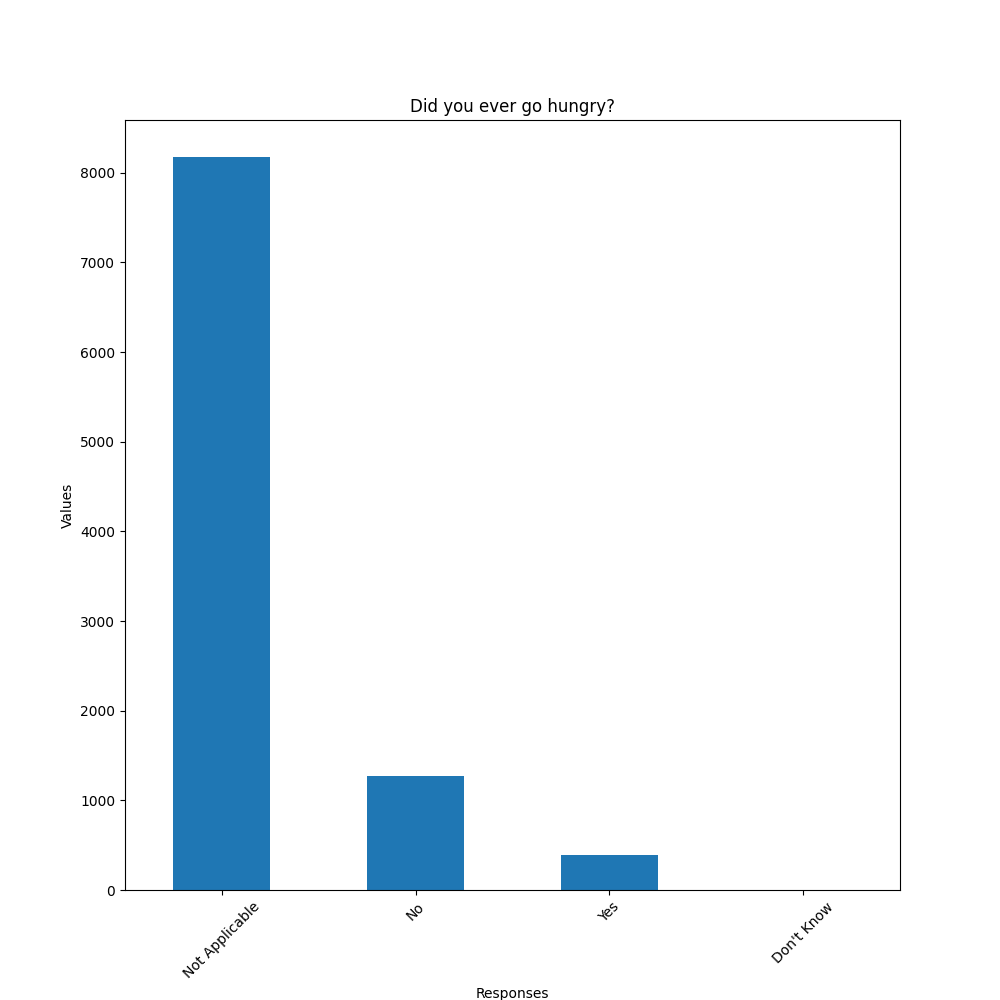 Did you ever go hungry?
8000
7000
6000
5000
4000
3000
2000
1000
0
Values
Not Applicable
No
Yes
Don't Know
Responses